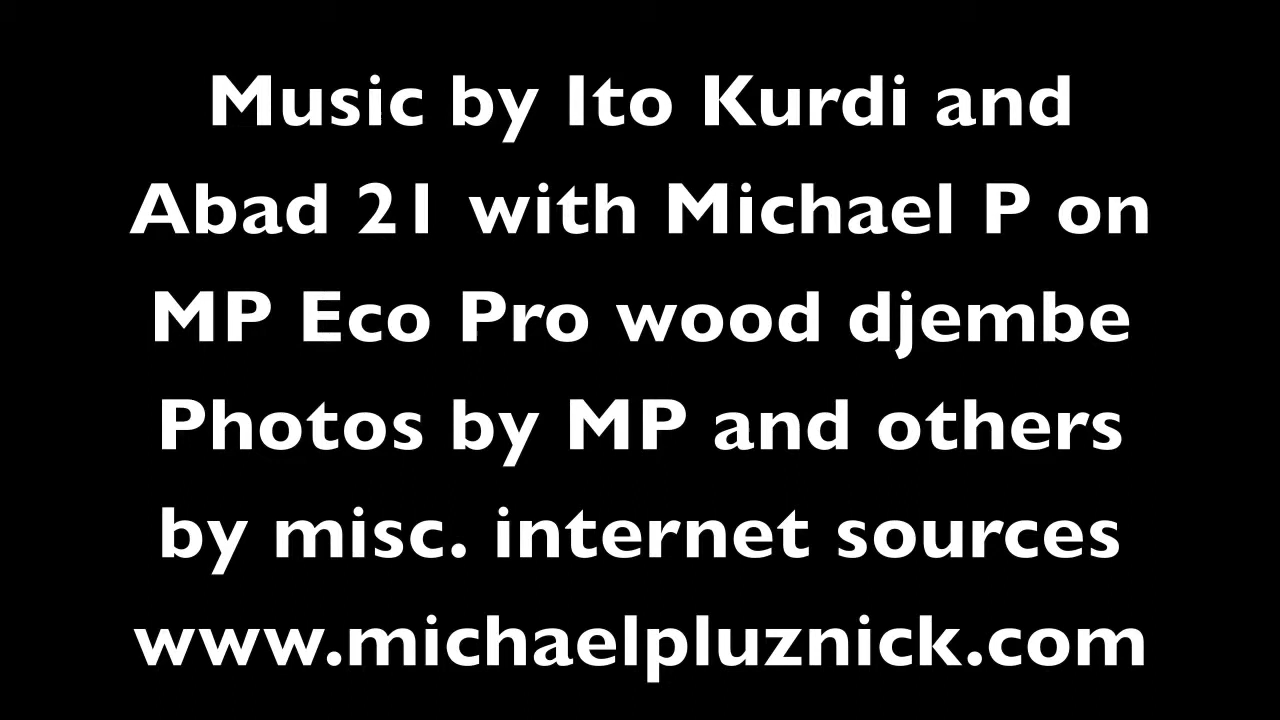 Music by Ito Kurdi and
Abad 21 with Michael P on
MP Eco Pro wood djembe
Photos by MP and others
by misc. internet sources
www.michaelpluznick.com